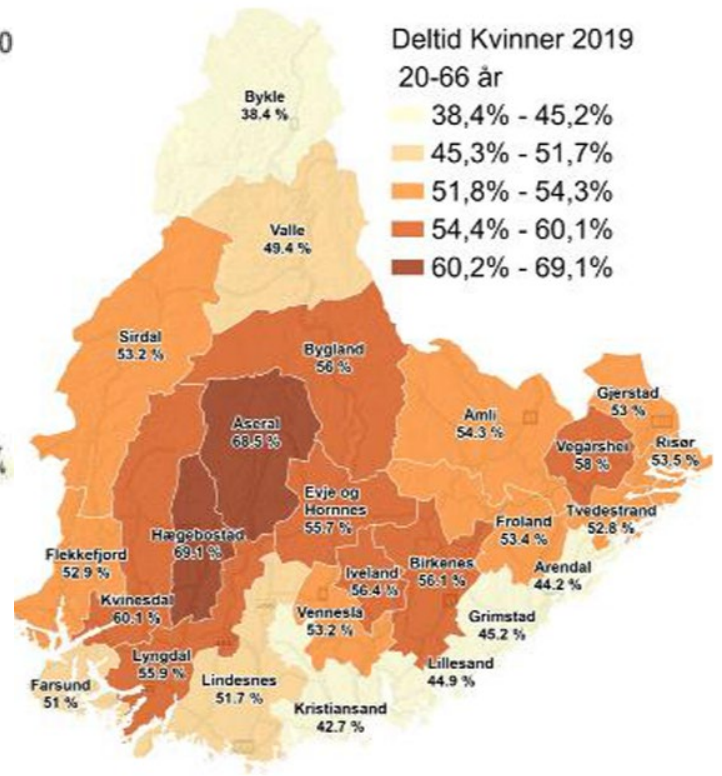 0
Deltid Kvinner 2019
20-66 år
38,4% - 45,2%
45,3% - 51,7%
51,8% - 54,3%
54,4% - 60,1%
60,2% - 69,1%
Bykle
38.4 %
Valle
49.4 %
Sirdal
53.2 %
Bygland
56 %
Gjerstad
53 %
Åseral
68.5 %
Åmli
54.3 %
Vegårshei
58 %
Risør
53,5 %
Evje og
Hornnes
55.7 %
Tvedestrand
52.8 %
Froland
53.4 %
Hægebostad
69.1 %
Flekkefjord
52.9 %
Birkenes
56.1 %
Iveland
56.4 %
Arendal
44.2 %
Kvinesdal
60.1 %
Vennesla
53.2 %
Grimstad
45.2 %
Lyngdal
55.9 %
Lillesand
44.9 %
Farsund
51 %
Lindesnes
51.7 %
Kristiansand
42.7 %